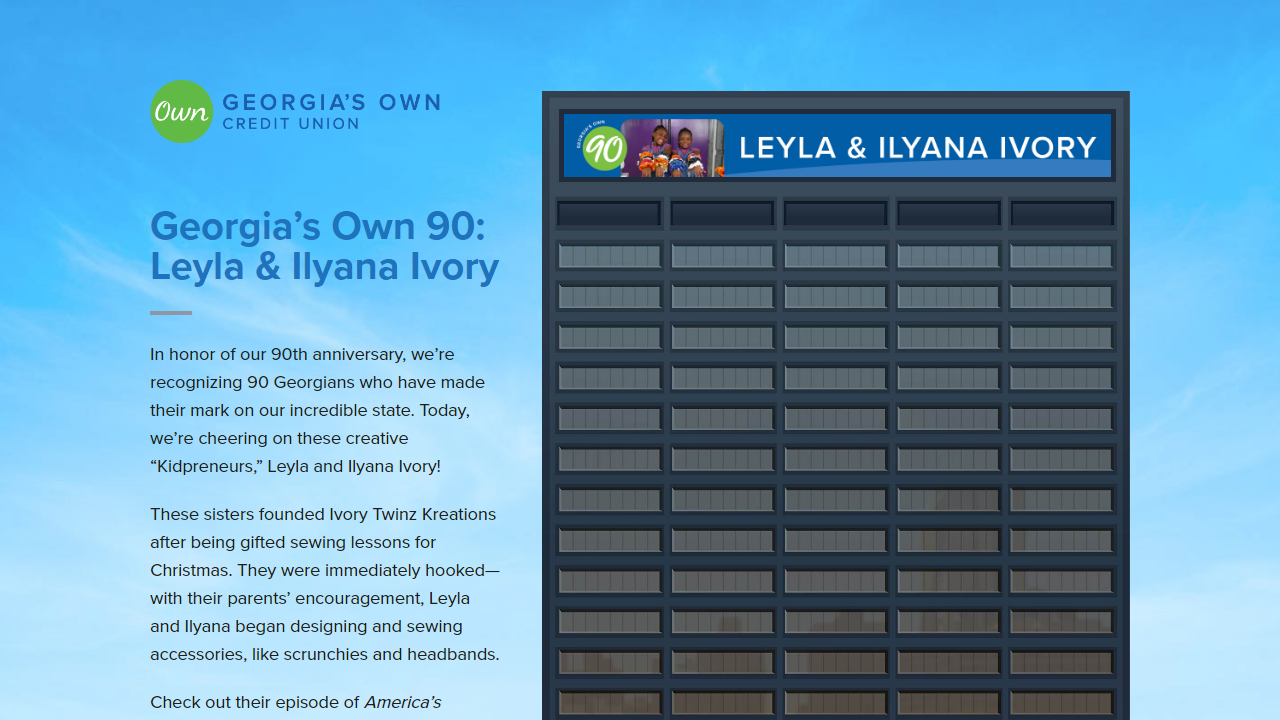 Own GEORGIA'S OWN
CREDIT UNION
Georgia's Own 90:
Leyla & Ilyana Ivory
In honor of our 90th anniversary, we're
recognizing 90 Georgians who have made
their mark on our incredible state. Today,
we're cheering on these creative
“Kidpreneurs,” Leyla and Ilyana Ivory!
These sisters founded Ivory Twinz Kreations
after being gifted sewing lessons for
Christmas. They were immediately hooked—
with their parents' encouragement, Leyla
and Ilyana began designing and sewing
accessories, like scrunchies and headbands.
Check out their episode of America's
GEORGIA'S OWN
90
LEYLA & ILYANA IVORY